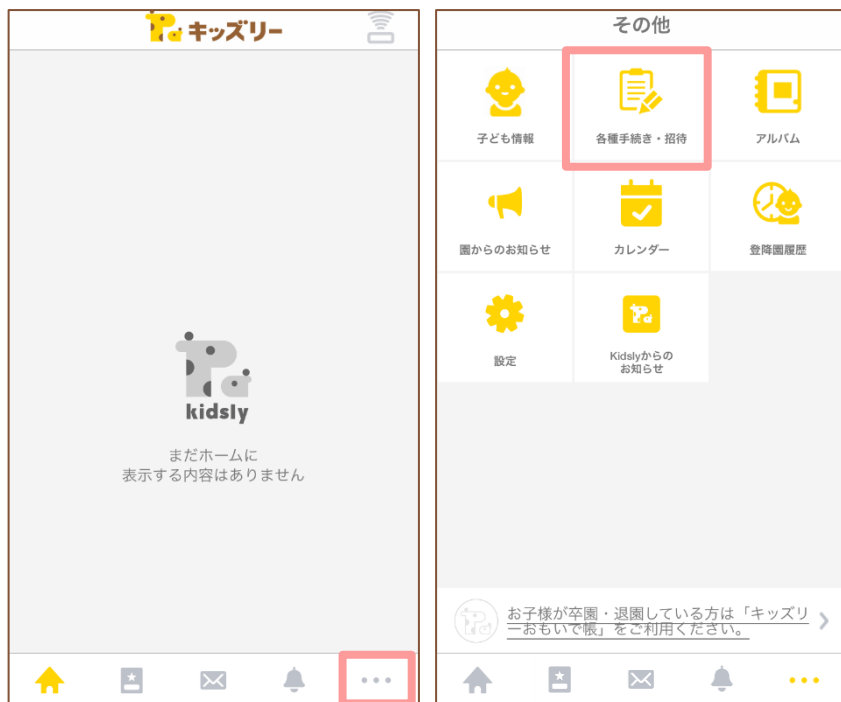 キッズリー
kidsly
まだホームに
表示する内容はありません
その他
子ども情報
各種手続き・招待
アルバム
園からのお知らせ
カレンダー
登降園履歴
設定
Kidslyからの
お知らせ
お子様が卒園・退園している方は「キッズリ
ーおもいで帳」をご利用ください。